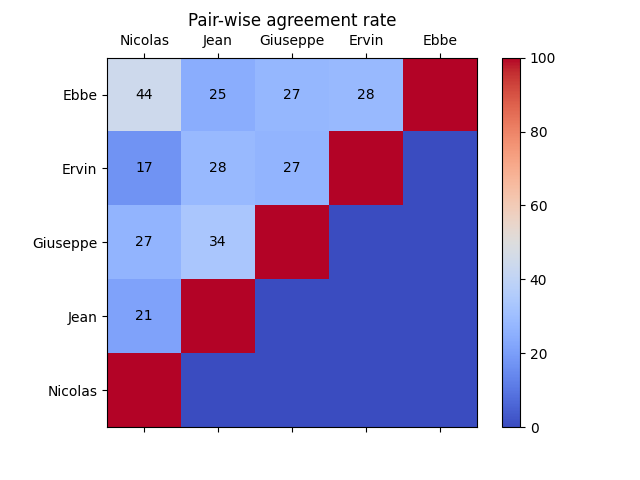 Pair-wise agreement rate
Nicolas Jean Giuseppe Ervin Ebbe
Ebbe 44 25 27 28
Ervin 17 28 27
Giuseppe 27 34
Jean 21
Nicolas
100
80
60
40
20
0